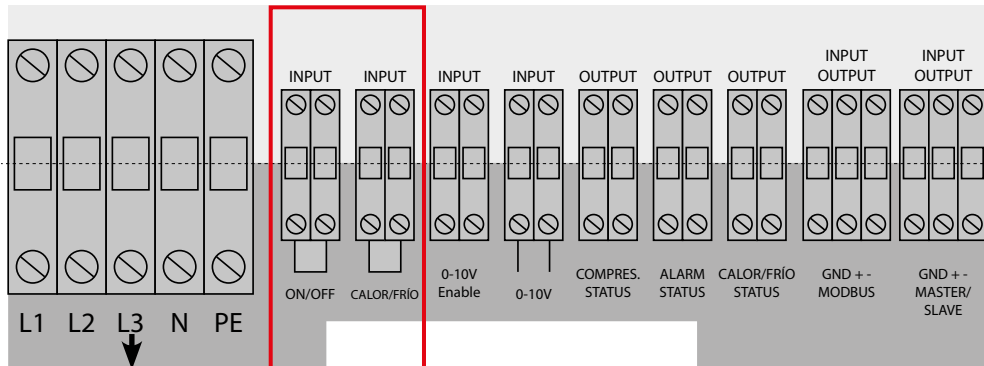 INPUT OUTPUT
INPUT OUTPUT
INPUT INPUT INPUT INPUT OUTPUT OUTPUT OUTPUT
ON/OFF
CALOR/FRÍO
0-10V
Enable
0-10V
COMPRES.
STATUS
ALARM
STATUS
CALOR/FRÍO
STATUS
GND + -
MODBUS
GND + -
MASTER/
SLAVE
L1 L2 L3 N PE